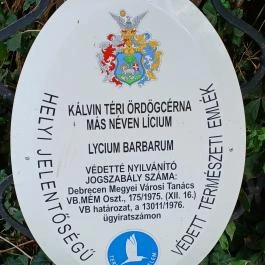 HELYI JELENTŐSÉGŰ
VÉDETT TERMÉSZETI EMLÉK
KÁLVIN TÉRI ÖRDÖGCÉRNA
MÁS NÉVEN LÍCIUM
LYCIUM BARBARUM
VÉDETTÉ NYILVÁNÍTÓ
JOGSZABÁLY SZÁMA:
Debrecen Megyei Városi Tanács
VB.MÉM Oszt., 175/1975. (XII. 16.)
VB határozat, a 13011/1976.
ügyiratszámon